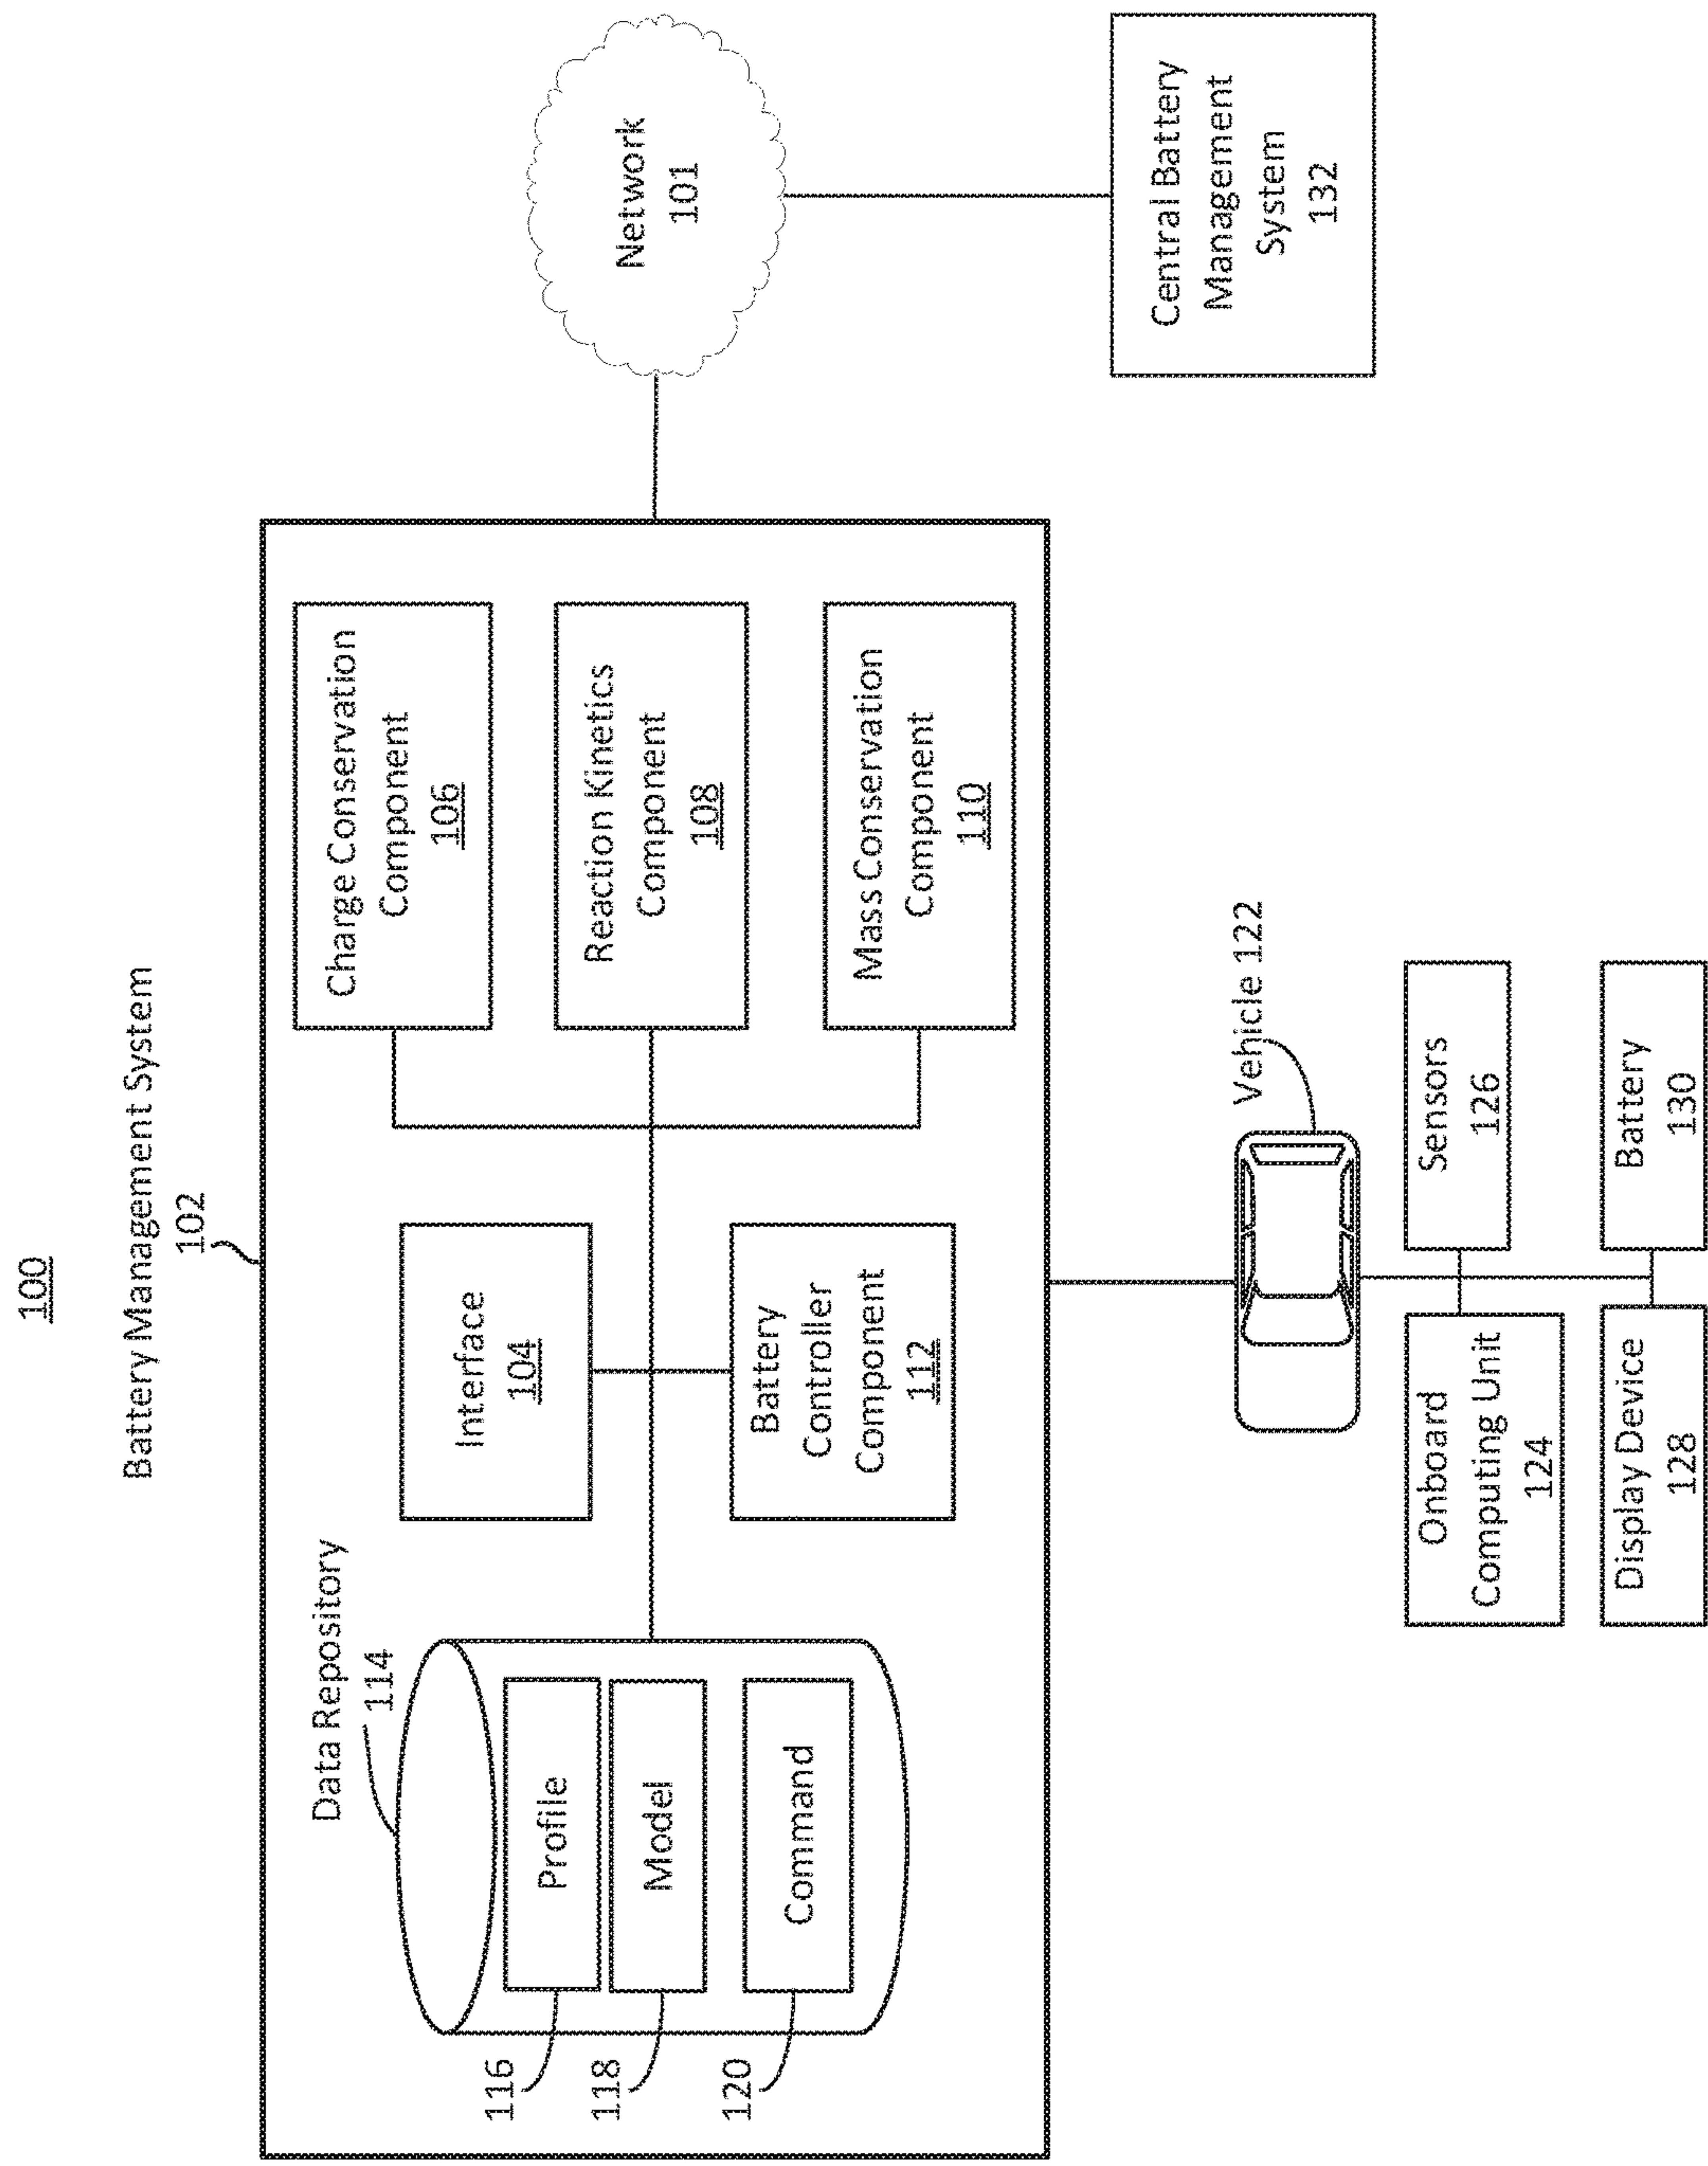 100
Battery Management System
102
Data Repository
114
Profile
Model
Command
116
118
120
Interface
104
Battery
Controller
Component
112
Charge Conservation
Component
106
Reaction Kinetics
Component
108
Mass Conservation
Component
110
Network
101
Central Battery
Management
System
132
Vehicle 122
Onboard
Computing Unit
124
Sensors
126
Display Device
128
Battery
130